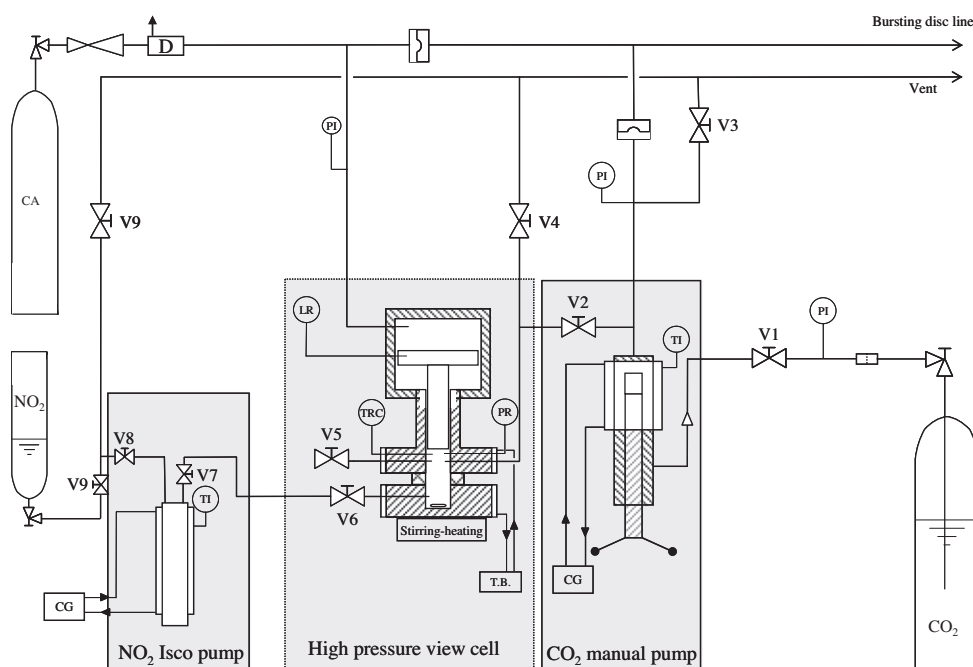 Bursting disc line
D
Vent
PI
V3
PI
CA
V9
V4
LR
V2
PI
V1
TI
NO₂
TRC
PR
V8
V5
V9
V7
TI
V6
Stirring-heating
T.B.
CG
CG
CO₂
NO₂ Isco pump
High pressure view cell
CO₂ manual pump